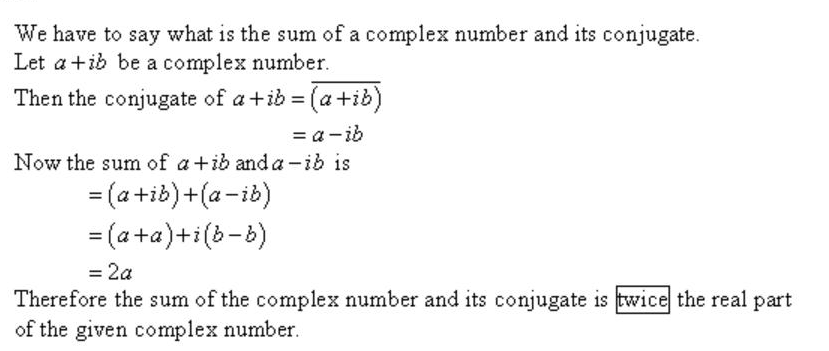 We have to say what is the sum of a complex number and its conjugate.
Let a+ib be a complex number.
Then the conjugate of a+ib = \overline{(a+ib)}
= a−ib
Now the sum of a+ib and a−ib is
= (a+ib)+(a−ib)
= (a+a)+i(b−b)
= 2a
Therefore the sum of the complex number and its conjugate is twice the real part
of the given complex number.